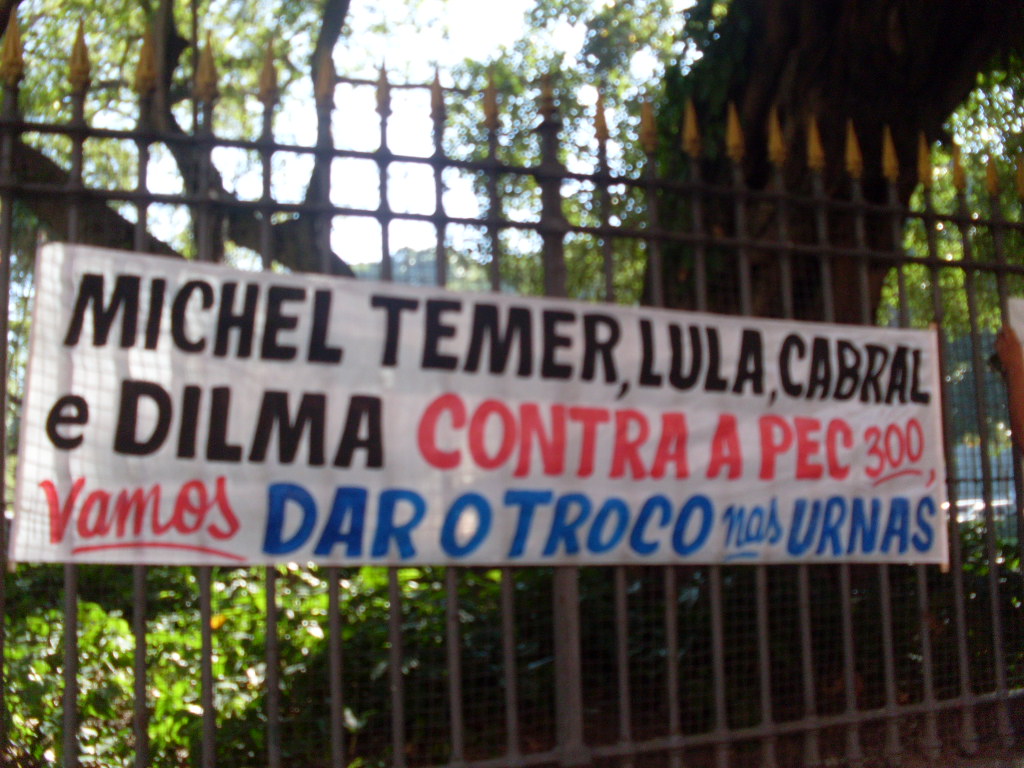 MICHEL TEMER, LULA, CABRAL
e DILMA CONTRA A PEC 300,
Vamos DAR O TROCO nas URNAS